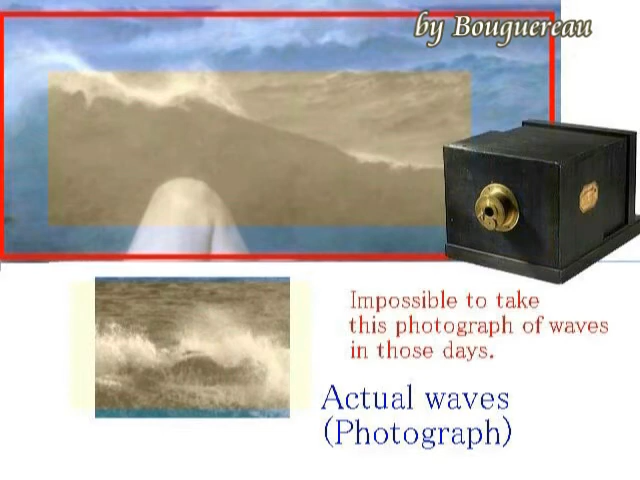 by Bouguereau
Impossible to take
this photograph of waves
in those days.
Actual waves
(Photograph)